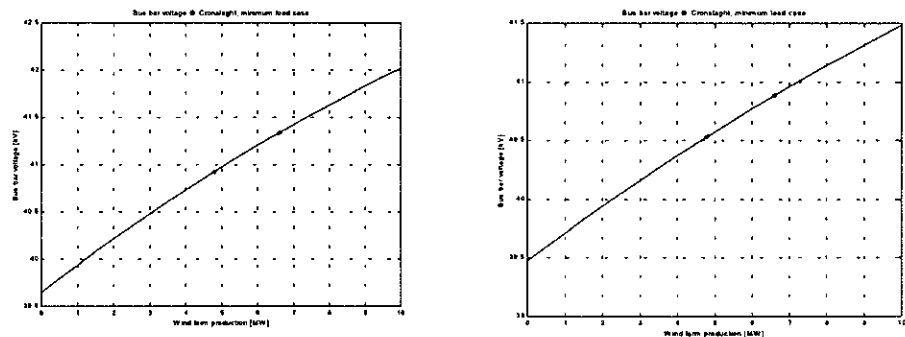 Bus bar voltage @ Cronalaght, minimum load case
42.5
42
41.5
41
40.5
40
39.5
Bus bar voltage [kV]
0 1 2 3 4 5 6 7 8 9 10
Wind farm production [MW]
Bus bar voltage @ Cronalaght, minimum load case
41.5
41
40.5
40
39.5
39
Bus bar voltage [kV]
0 1 2 3 4 5 6 7 8 9 10
Wind farm production [MW]